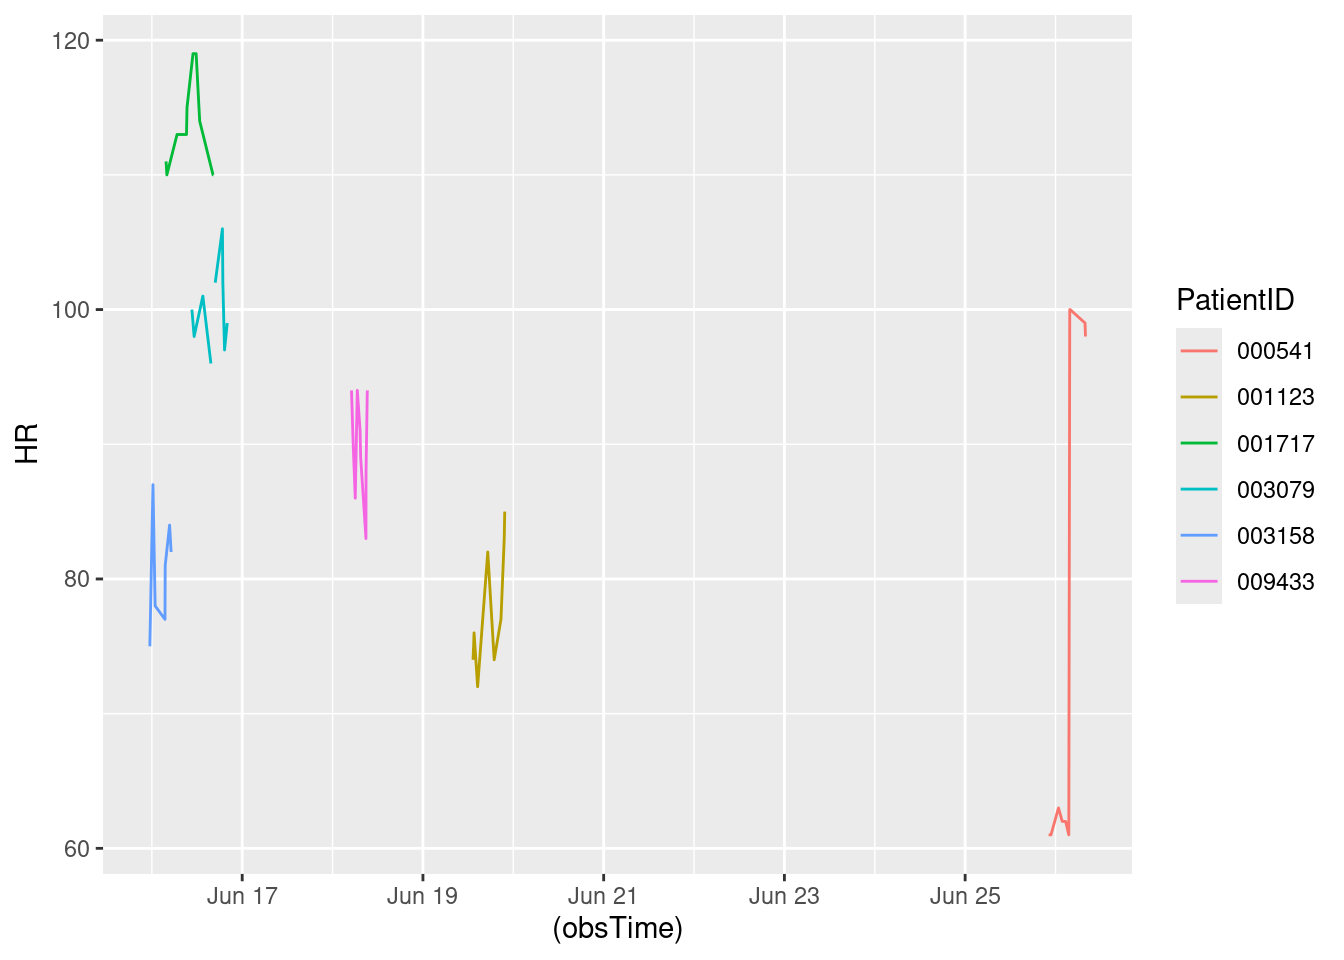 120
100
80
60
HR
Jun 17
Jun 19
Jun 21
Jun 23
Jun 25
(obsTime)
PatientID
000541
001123
001717
003079
003158
009433